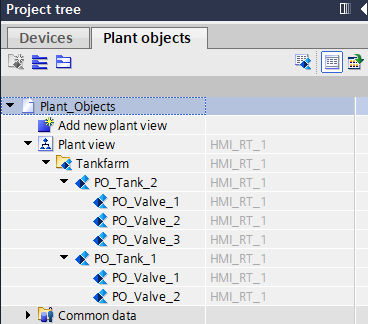 Project tree
Devices
Plant objects
Plant_Objects
Add new plant view
Plant view HMI_RT_1
Tankfarm HMI_RT_1
PO_Tank_2 HMI_RT_1
PO_Valve_1 HMI_RT_1
PO_Valve_2 HMI_RT_1
PO_Valve_3 HMI_RT_1
PO_Tank_1 HMI_RT_1
PO_Valve_1 HMI_RT_1
PO_Valve_2 HMI_RT_1
Common data